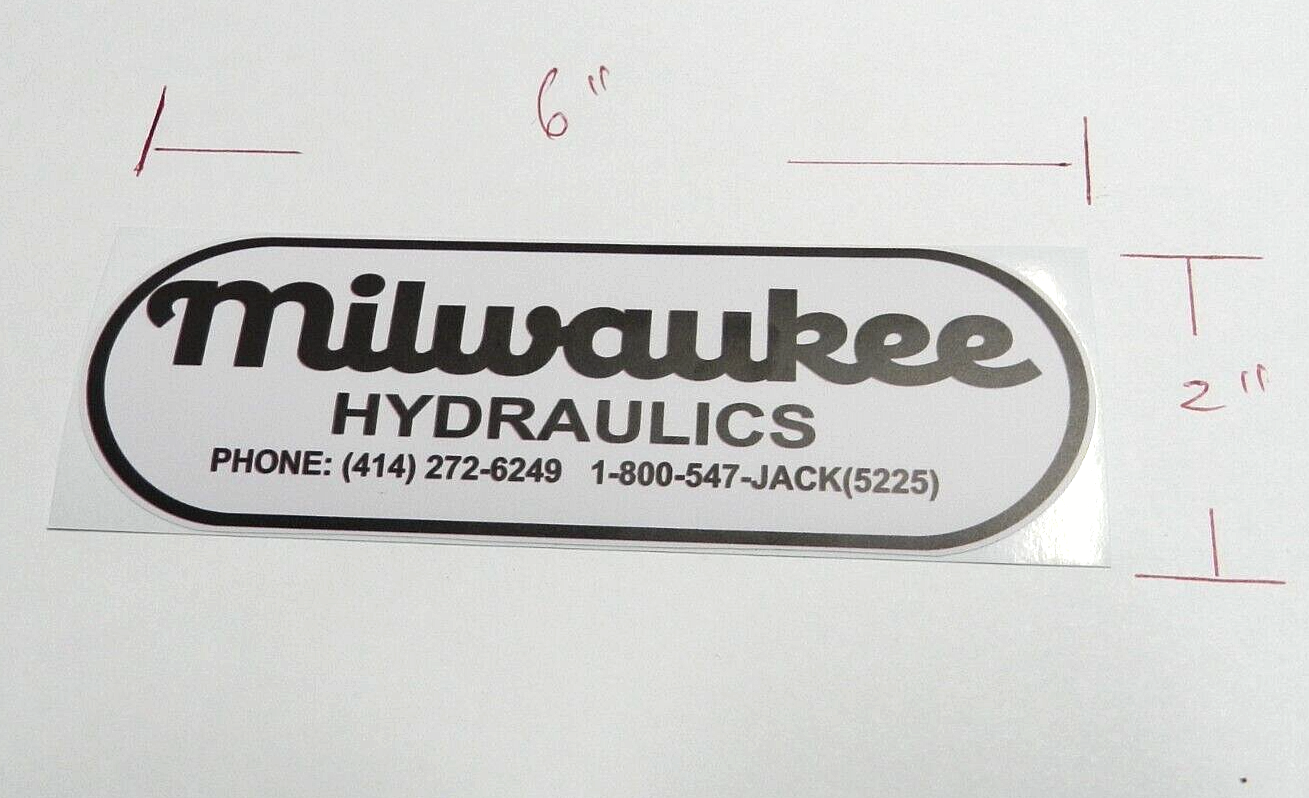 6"
milwaukee
HYDRAULICS
PHONE: (414) 272-6249 1-800-547-JACK(5225)
2"